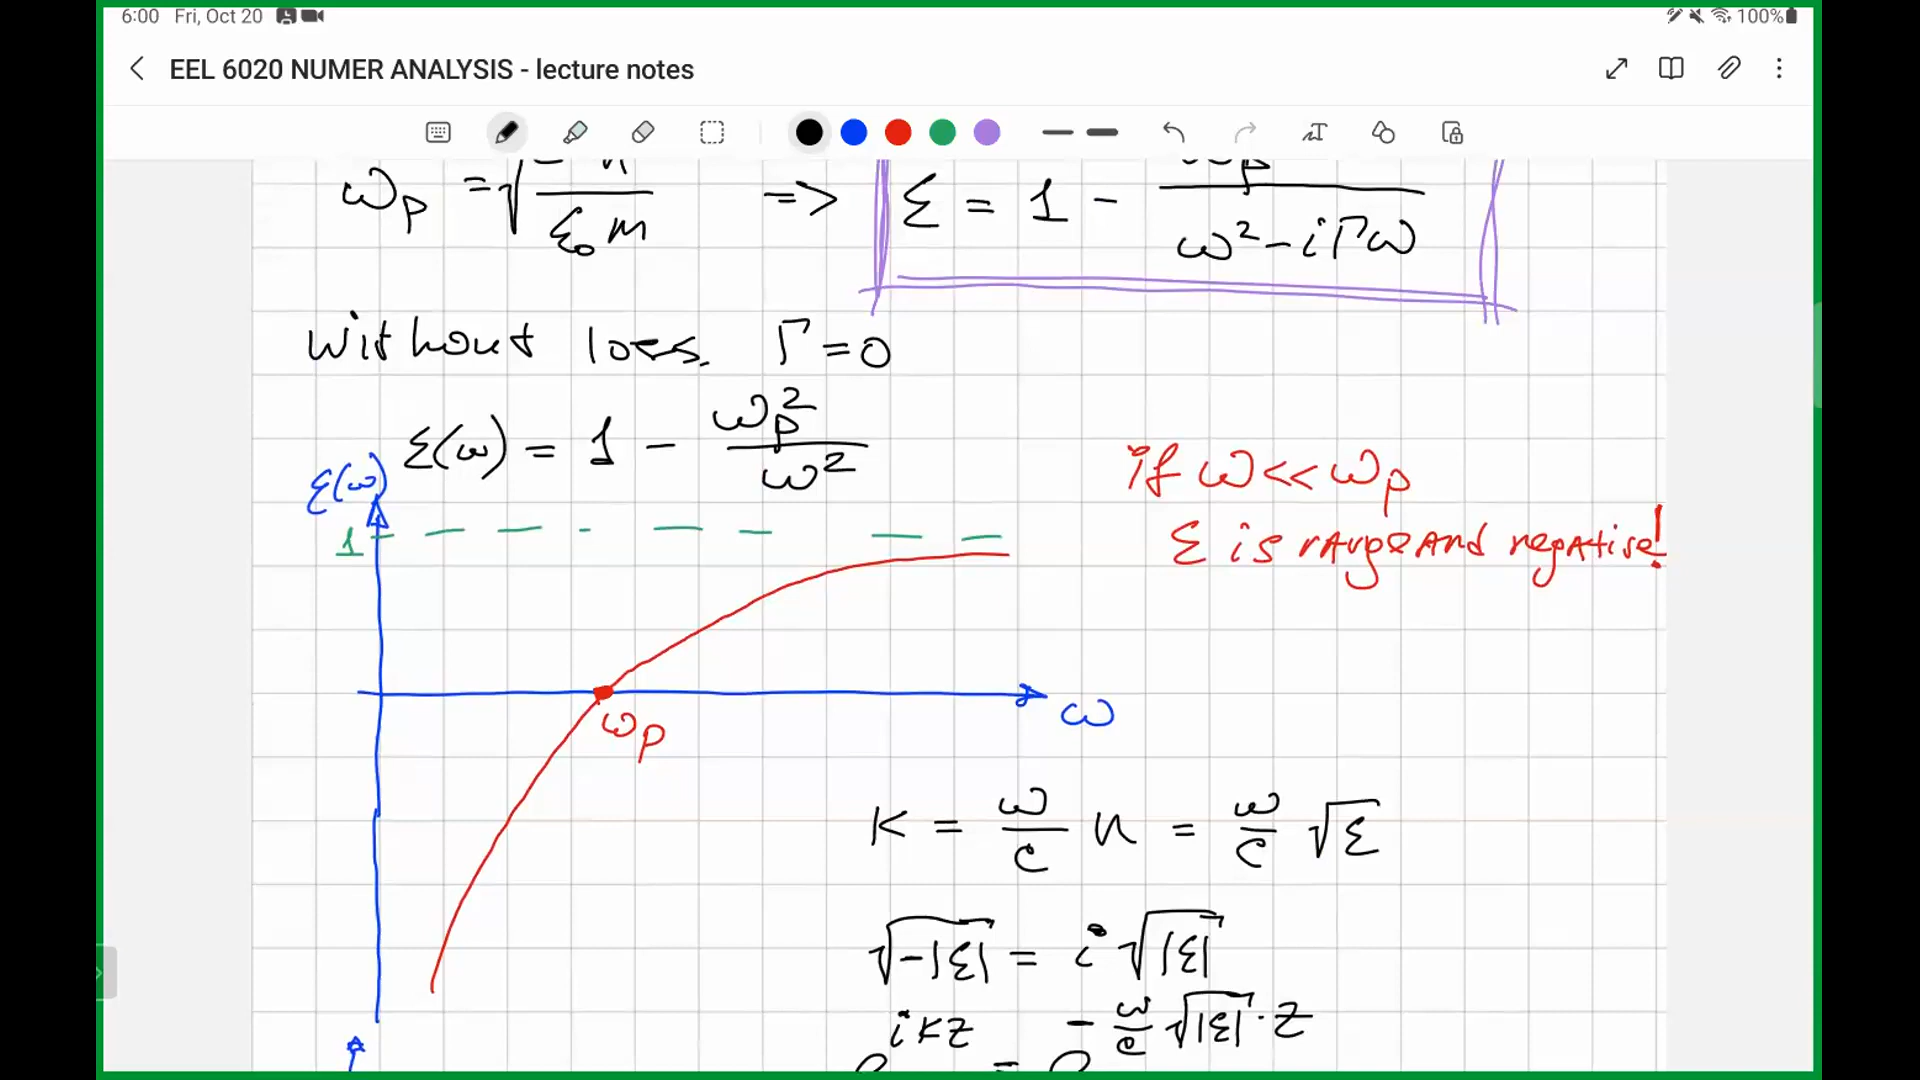 6:00 Fri, Oct 20 100%
EEL 6020 NUMER ANALYSIS - lecture notes
ωp = √ n / ε₀ m => ε = 1 - ωp / ω² - iΓω
without loss. Γ = 0
ε(ω) = 1 - ωp² / ω²
if ω << ωp
ε is large and negative!
ε(ω)
1
ωp
ω
K = ω/c n = ω/c √ε
√-|ε| = i √|ε|
e^ikz = e^-ω/c √|ε|·z